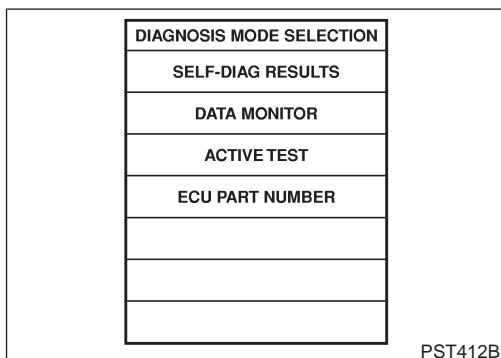 DIAGNOSIS MODE SELECTION
SELF-DIAG RESULTS
DATA MONITOR
ACTIVE TEST
ECU PART NUMBER
PST412B